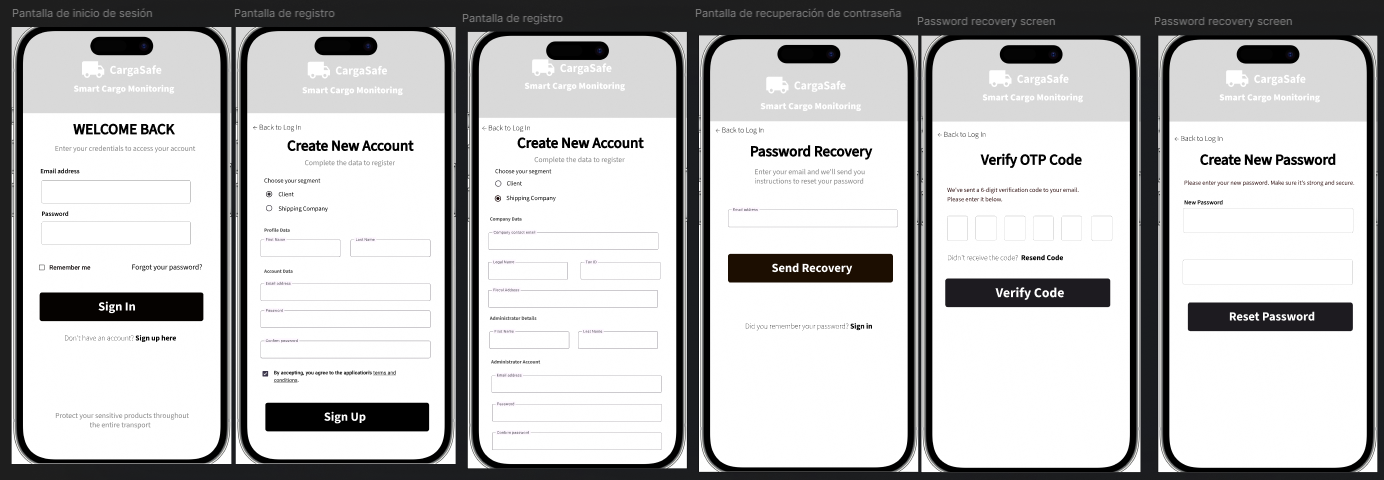 Pantalla de inicio de sesión
CargaSafe
Smart Cargo Monitoring
WELCOME BACK
Enter your credentials to access your account
Email address
Password
Remember me
Forgot your password?
Sign In
Don't have an account? Sign up here
Protect your sensitive products throughout
the entire transport
Pantalla de registro
CargaSafe
Smart Cargo Monitoring
← Back to Log In
Create New Account
Complete the data to register
Choose your segment
Client
Shipping Company
Profile Data
First Name
Last Name
Account Data
Email address
Password
Confirm password
By accepting, you agree to the application's terms and
conditions.
Sign Up
Pantalla de registro
CargaSafe
Smart Cargo Monitoring
← Back to Log In
Create New Account
Complete the data to register
Choose your segment
Client
Shipping Company
Company Data
Company contact email
Legal Name
Tax ID
Fiscal Address
Administrator Details
First Name
Last Name
Administrator Account
Email address
Password
Confirm password
Pantalla de recuperación de contraseña
CargaSafe
Smart Cargo Monitoring
← Back to Log In
Password Recovery
Enter your email and we'll send you
instructions to reset your password
Email address
Send Recovery
Did you remember your password? Sign in
Password recovery screen
CargaSafe
Smart Cargo Monitoring
← Back to Log In
Verify OTP Code
We've sent a 6-digit verification code to your email.
Please enter it below.
Didn't receive the code? Resend Code
Verify Code
Password recovery screen
CargaSafe
Smart Cargo Monitoring
← Back to Log In
Create New Password
Please enter your new password. Make sure it's strong and secure.
New Password
Reset Password